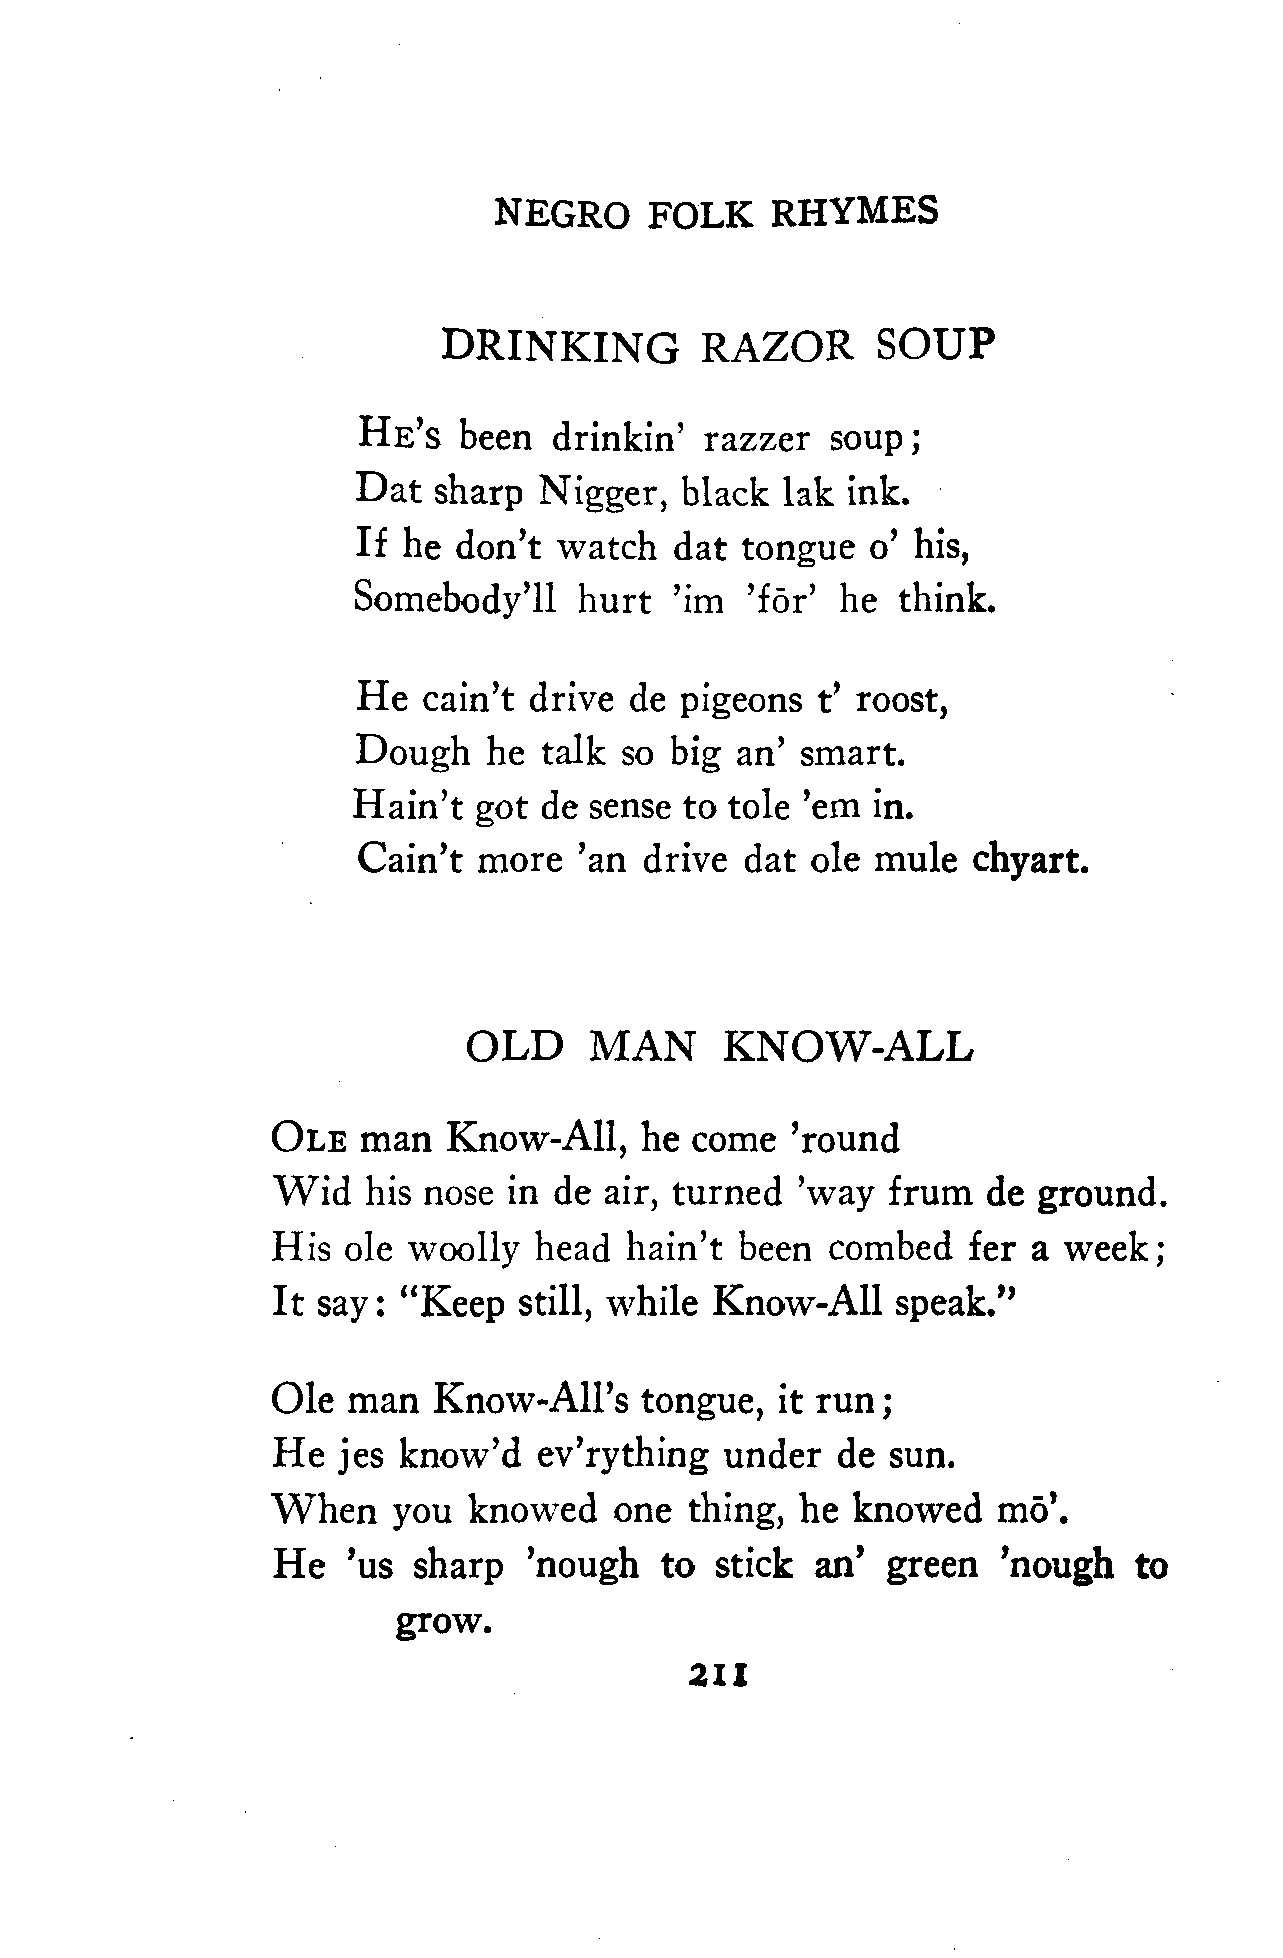 NEGRO FOLK RHYMES
DRINKING RAZOR SOUP
HE's been drinkin' razzer soup;
Dat sharp Nigger, black lak ink.
If he don't watch dat tongue o' his,
Somebody'll hurt 'im 'fōr' he think.
He cain't drive de pigeons t' roost,
Dough he talk so big an' smart.
Hain't got de sense to tole 'em in.
Cain't more 'an drive dat ole mule chyart.
OLD MAN KNOW-ALL
OLE man Know-All, he come 'round
Wid his nose in de air, turned 'way frum de ground.
His ole woolly head hain't been combed fer a week;
It say: "Keep still, while Know-All speak."
Ole man Know-All's tongue, it run;
He jes know'd ev'rything under de sun.
When you knowed one thing, he knowed mō'.
He 'us sharp 'nough to stick an' green 'nough to
grow.
211